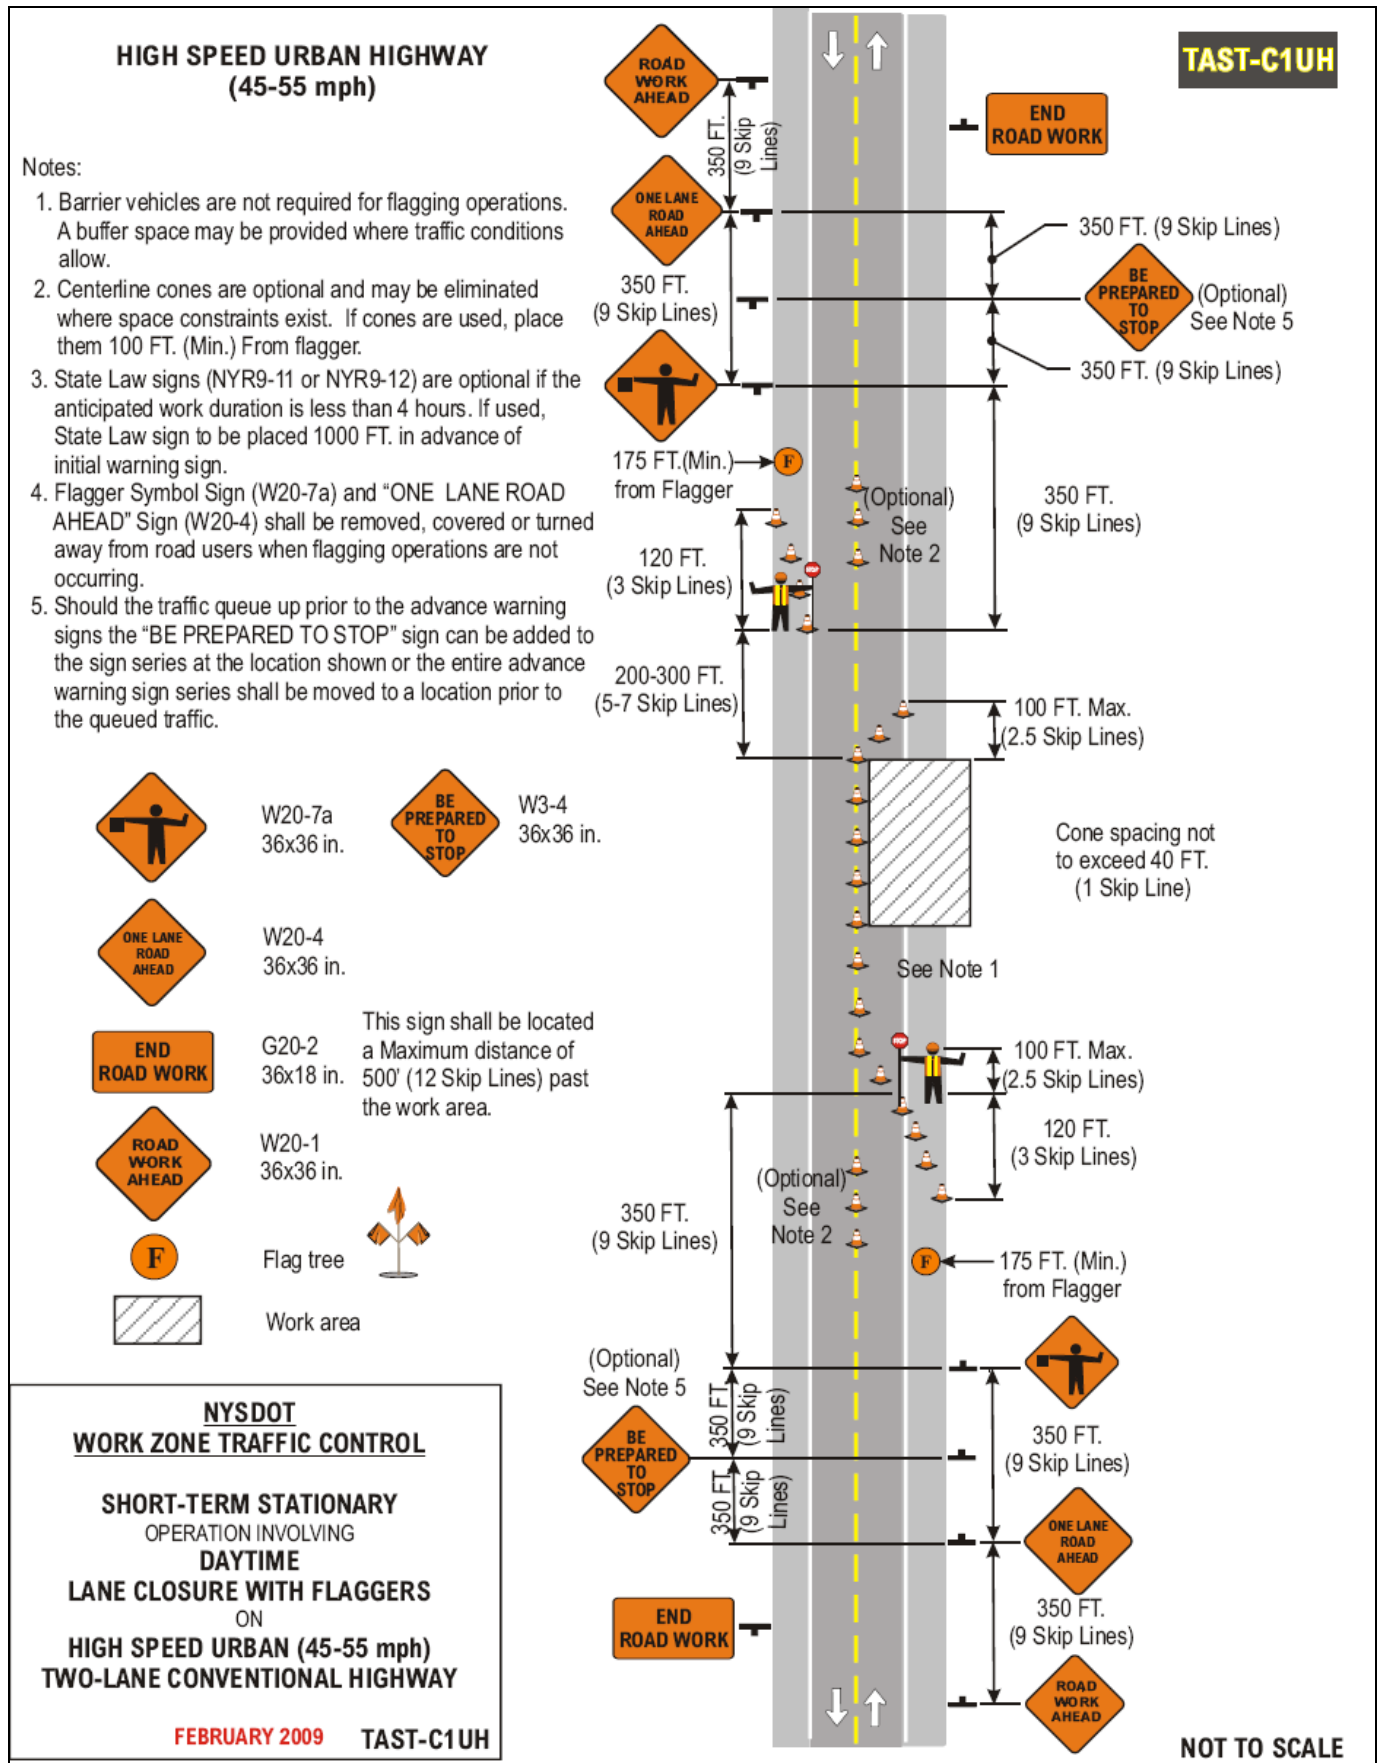 HIGH SPEED URBAN HIGHWAY
(45-55 mph)
TAST-C1UH
Notes:
1. Barrier vehicles are not required for flagging operations.
A buffer space may be provided where traffic conditions
allow.
2. Centerline cones are optional and may be eliminated
where space constraints exist. If cones are used, place
them 100 FT. (Min.) From flagger.
3. State Law signs (NYR9-11 or NYR9-12) are optional if the
anticipated work duration is less than 4 hours. If used,
State Law sign to be placed 1000 FT. in advance of
initial warning sign.
4. Flagger Symbol Sign (W20-7a) and “ONE LANE ROAD
AHEAD” Sign (W20-4) shall be removed, covered or turned
away from road users when flagging operations are not
occurring.
5. Should the traffic queue up prior to the advance warning
signs the “BE PREPARED TO STOP” sign can be added to
the sign series at the location shown or the entire advance
warning sign series shall be moved to a location prior to
the queued traffic.
W20-7a
36x36 in.
BE
PREPARED
TO
STOP
W3-4
36x36 in.
ONE LANE
ROAD
AHEAD
W20-4
36x36 in.
END
ROAD WORK
G20-2
36x18 in.
This sign shall be located
a Maximum distance of
500' (12 Skip Lines) past
the work area.
ROAD
WORK
AHEAD
W20-1
36x36 in.
F
Flag tree
Work area
NYSDOT
WORK ZONE TRAFFIC CONTROL
SHORT-TERM STATIONARY
OPERATION INVOLVING
DAYTIME
LANE CLOSURE WITH FLAGGERS
ON
HIGH SPEED URBAN (45-55 mph)
TWO-LANE CONVENTIONAL HIGHWAY
FEBRUARY 2009
TAST-C1UH
ROAD
WORK
AHEAD
350 FT.
(9 Skip
Lines)
END
ROAD WORK
ONE LANE
ROAD
AHEAD
350 FT. (9 Skip Lines)
350 FT.
(9 Skip Lines)
BE
PREPARED
TO
STOP
(Optional)
See Note 5
350 FT. (9 Skip Lines)
175 FT.(Min.)
from Flagger
F
(Optional)
See
Note 2
350 FT.
(9 Skip Lines)
120 FT.
(3 Skip Lines)
STOP
200-300 FT.
(5-7 Skip Lines)
100 FT. Max.
(2.5 Skip Lines)
Cone spacing not
to exceed 40 FT.
(1 Skip Line)
See Note 1
STOP
100 FT. Max.
(2.5 Skip Lines)
120 FT.
(3 Skip Lines)
(Optional)
See
Note 2
350 FT.
(9 Skip Lines)
F
175 FT. (Min.)
from Flagger
(Optional)
See Note 5
350 FT.
(9 Skip
Lines)
BE
PREPARED
TO
STOP
350 FT.
(9 Skip
Lines)
350 FT.
(9 Skip Lines)
ONE LANE
ROAD
AHEAD
END
ROAD WORK
350 FT.
(9 Skip Lines)
ROAD
WORK
AHEAD
NOT TO SCALE